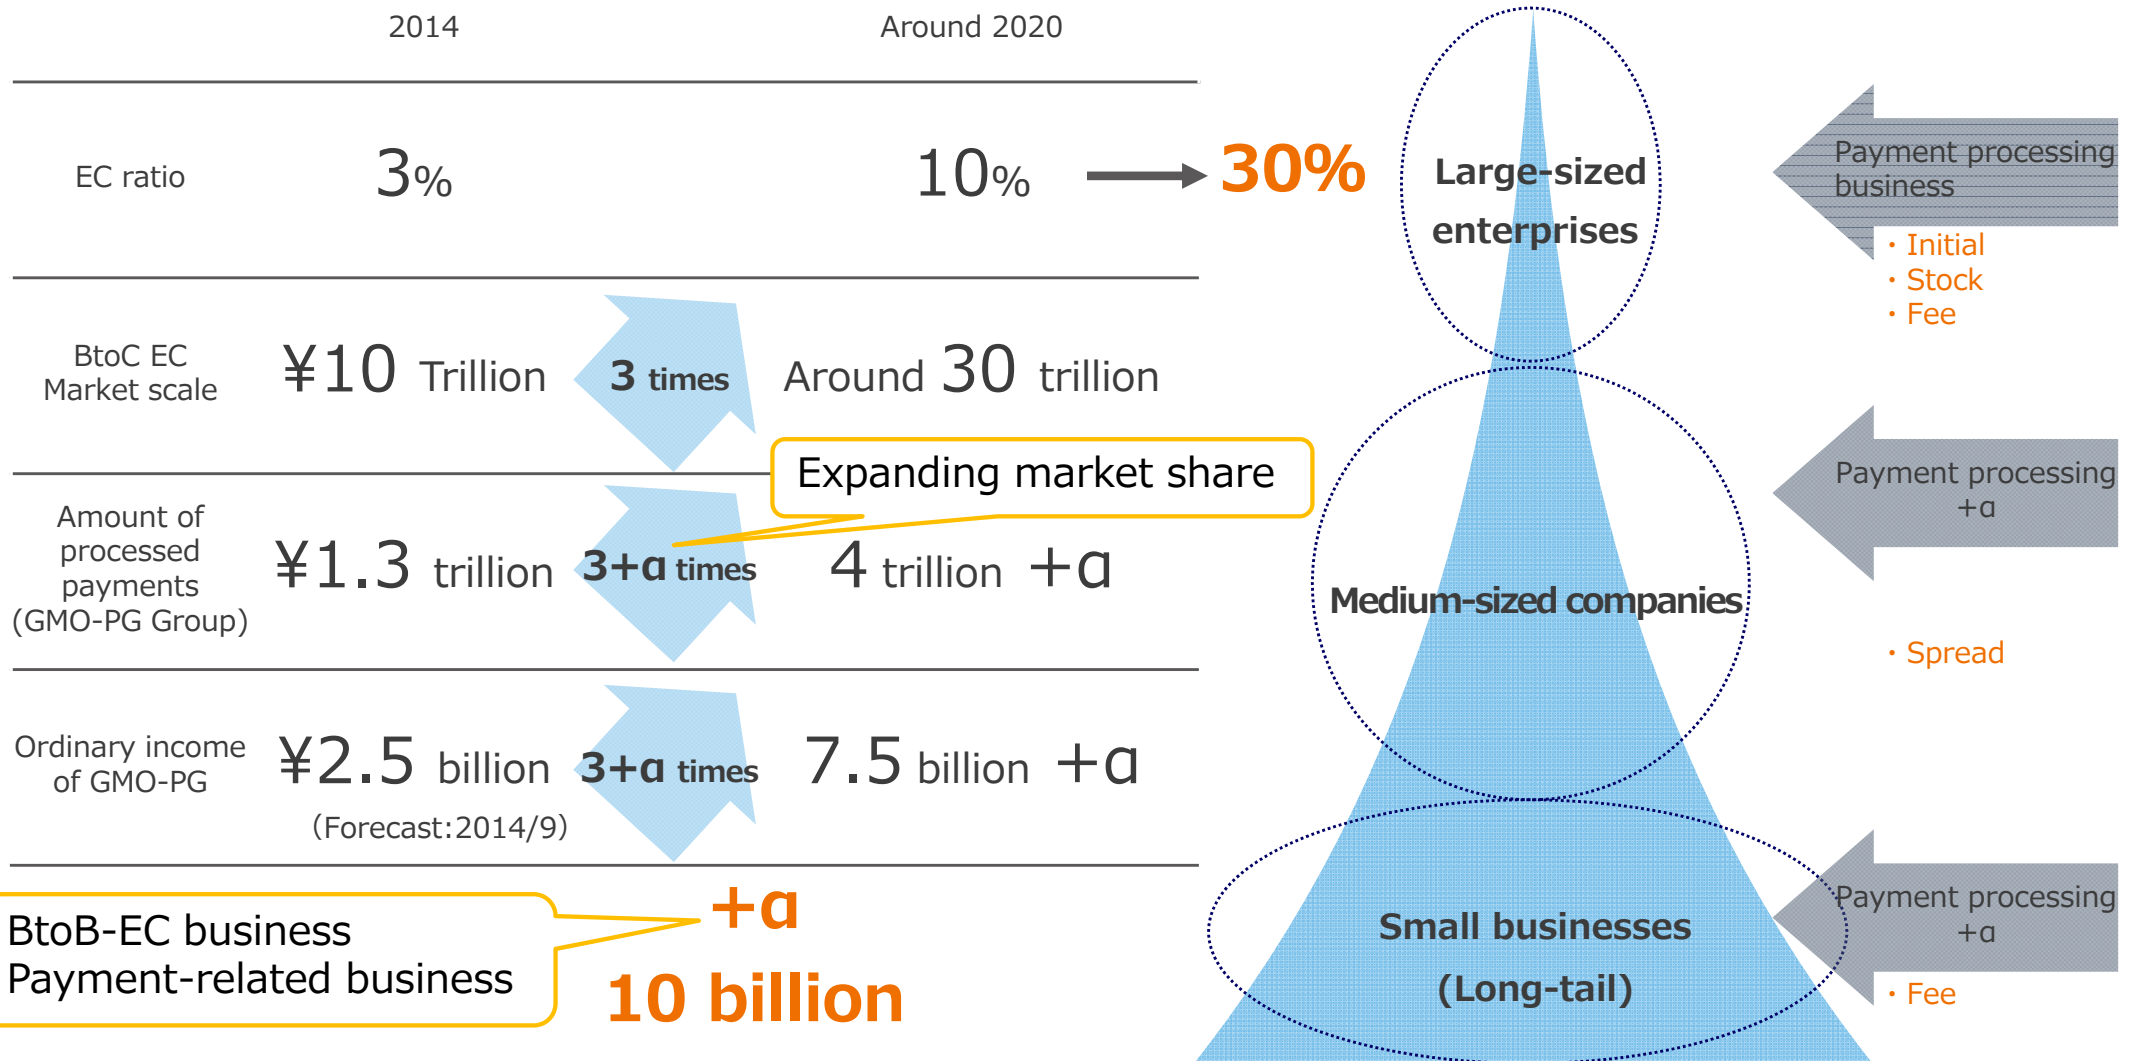 2014
Around 2020
EC ratio
3%
10%
30%
BtoC EC
Market scale
¥10 Trillion
3 times
Around 30 trillion
Expanding market share
Amount of
processed
payments
(GMO-PG Group)
¥1.3 trillion
3+α times
4 trillion +α
Ordinary income
of GMO-PG
¥2.5 billion
(Forecast:2014/9)
3+α times
7.5 billion +α
BtoB-EC business
Payment-related business
+α
10 billion
Large-sized
enterprises
Medium-sized companies
Small businesses
(Long-tail)
Payment processing
business
・Initial
・Stock
・Fee
Payment processing
+α
・Spread
Payment processing
+α
・Fee